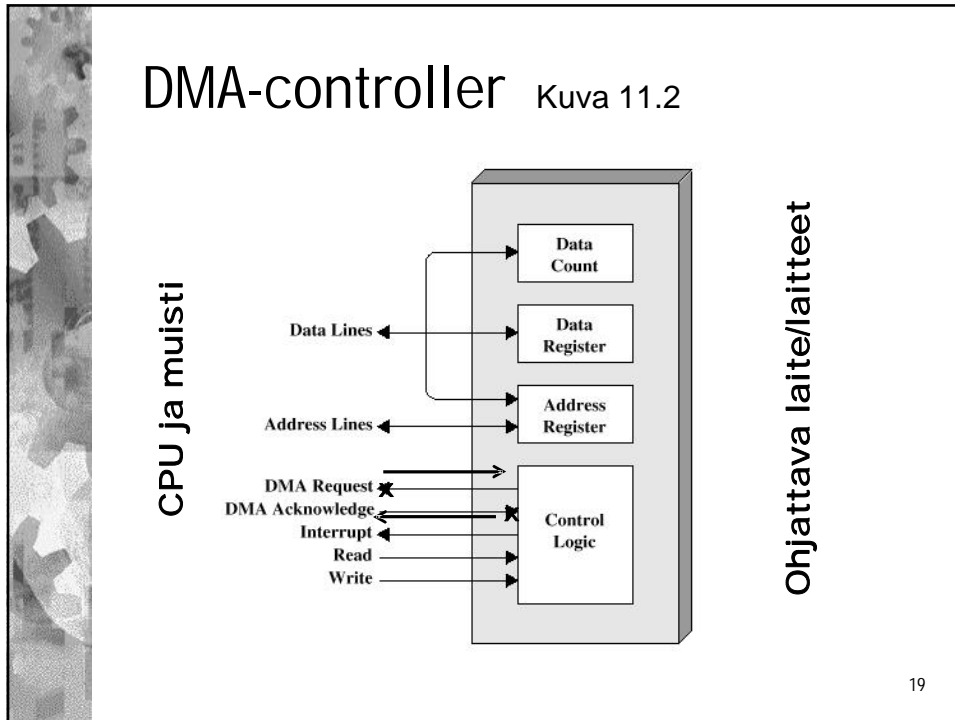 DMA-controller Kuva 11.2
CPU ja muisti
Data Lines
Address Lines
DMA Request
DMA Acknowledge
Interrupt
Read
Write
Data
Count
Data
Register
Address
Register
Control
Logic
Ohjattava laite/laitteet
19